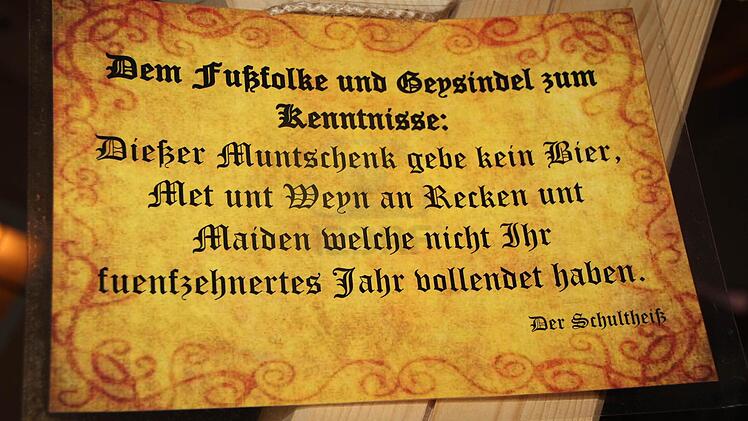 Dem Fußfolke und Geysindel zum
Kenntnisse:
Dießer Muntschenk gebe kein Bier,
Met unt Weyn an Recken unt
Maiden welche nicht Ihr
fuenfzehnertes Jahr vollendet haben.
Der Schultheiß